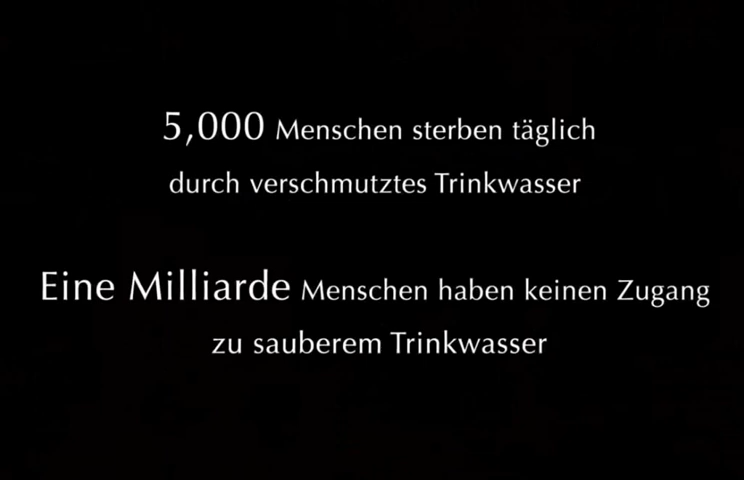 5,000 Menschen sterben täglich
durch verschmutztes Trinkwasser
Eine Milliarde Menschen haben keinen Zugang
zu sauberem Trinkwasser